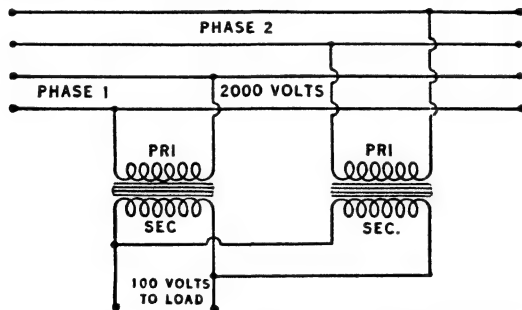 PHASE 2
PHASE 1
2000 VOLTS
PRI
PRI
SEC
SEC.
100 VOLTS
TO LOAD